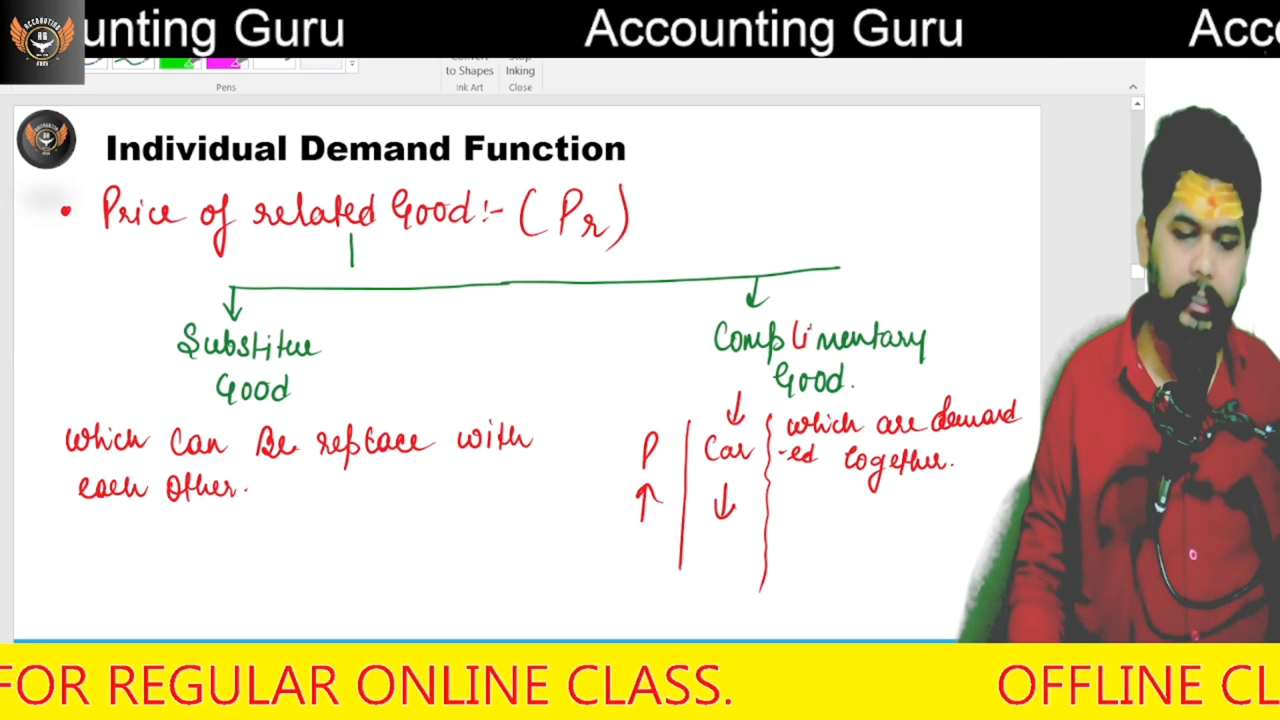 unting Guru
Accounting Guru
Acco
to Shapes
Inking
Ink Art
Close
Pens
Individual Demand Function
• Price of related Good:- (Pr)
Substitue
Good
Complimentary
Good.
which can Be replace with
each other.
P
Car
which are demand
-ed together.
FOR REGULAR ONLINE CLASS.
OFFLINE CL